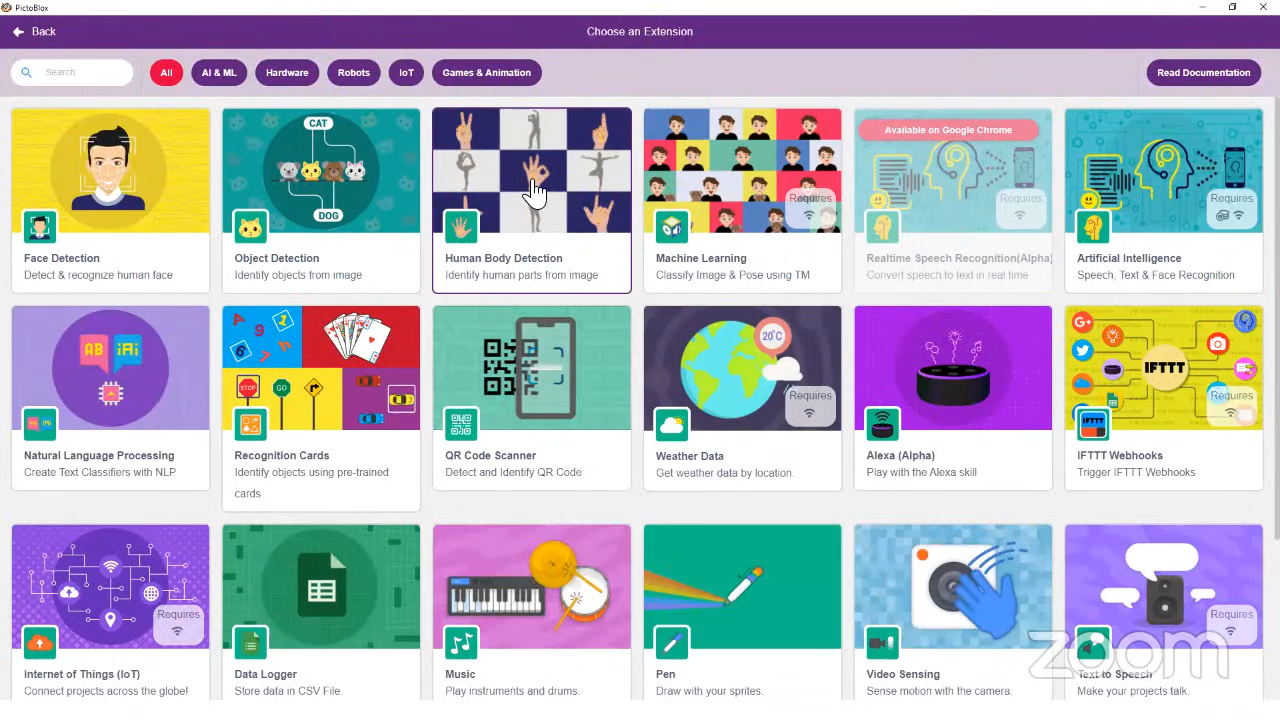 PictoBlox
Back
Choose an Extension
Search
All
AI & ML
Hardware
Robots
IoT
Games & Animation
Read Documentation
Face Detection
Detect & recognize human face
CAT
DOG
Object Detection
Identify objects from image
Human Body Detection
Identify human parts from image
Requires
Machine Learning
Classify Image & Pose using TM
Available on Google Chrome
Requires
Realtime Speech Recognition(Alpha)
Convert speech to text in real time
Requires
Artificial Intelligence
Speech, Text & Face Recognition
AB
Natural Language Processing
Create Text Classifiers with NLP
A
9
1
6
7
STOP
GO
Recognition Cards
Identify objects using pre-trained
cards
QR Code Scanner
Detect and Identify QR Code
20°C
Requires
Weather Data
Get weather data by location.
Alexa (Alpha)
Play with the Alexa skill
G+
IFTTT
Requires
IFTTT
IFTTT Webhooks
Trigger IFTTT Webhooks
Requires
Internet of Things (IoT)
Connect projects across the globe!
Data Logger
Store data in CSV File.
Music
Play instruments and drums.
Pen
Draw with your sprites.
Video Sensing
Sense motion with the camera.
Requires
Text to Speech
Make your projects talk.
zoom